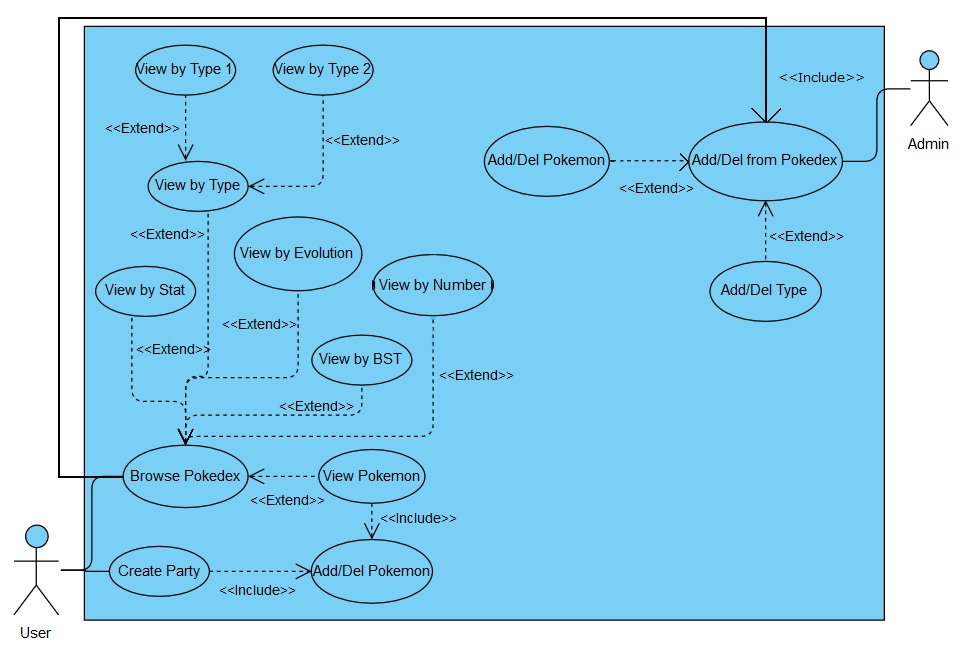 View by Type 1
View by Type 2
<<Include>>
<<Extend>>
<<Extend>>
Admin
Add/Del Pokemon
Add/Del from Pokedex
View by Type
<<Extend>>
<<Extend>>
<<Extend>>
View by Evolution
View by Stat
View by Number
Add/Del Type
<<Extend>>
<<Extend>>
View by BST
<<Extend>>
<<Extend>>
Browse Pokedex
View Pokemon
<<Extend>>
<<Include>>
Create Party
Add/Del Pokemon
<<Include>>
User